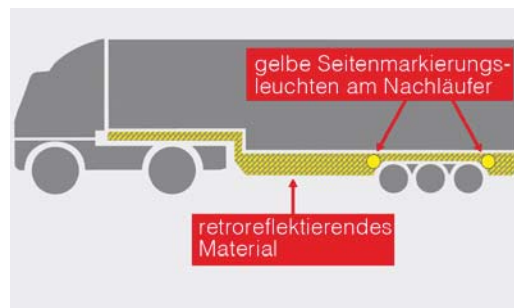 gelbe Seitenmarkierungs-
leuchten am Nachläufer
retroreflektierendes
Material